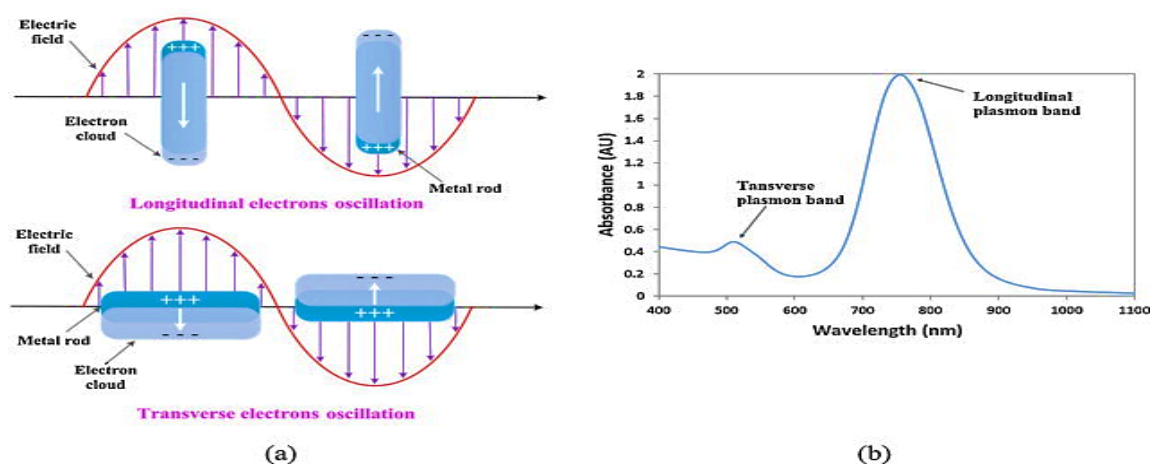 Electric
field
+++
- - -
- - -
+++
Electron
cloud
Metal rod
Longitudinal electrons oscillation
Electric
field
+++
- - -
- - -
+++
Metal rod
Electron
cloud
Transverse electrons oscillation
(a)
Absorbance (AU)
2
1.8
1.6
1.4
1.2
1
0.8
0.6
0.4
0.2
0
Longitudinal
plasmon band
Tansverse
plasmon band
400 500 600 700 800 900 1000 1100
Wavelength (nm)
(b)